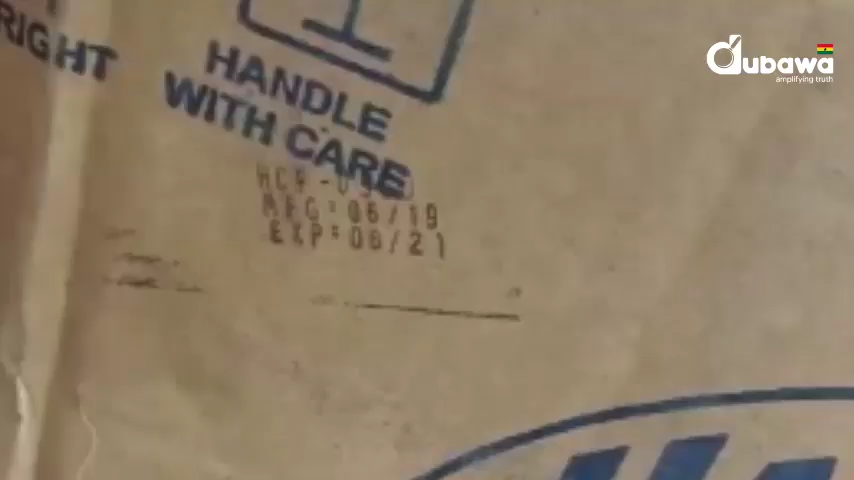 RIGHT
HANDLE
WITH CARE
MFG:06/19
EXP:06/21
dubawa
amplifying truth